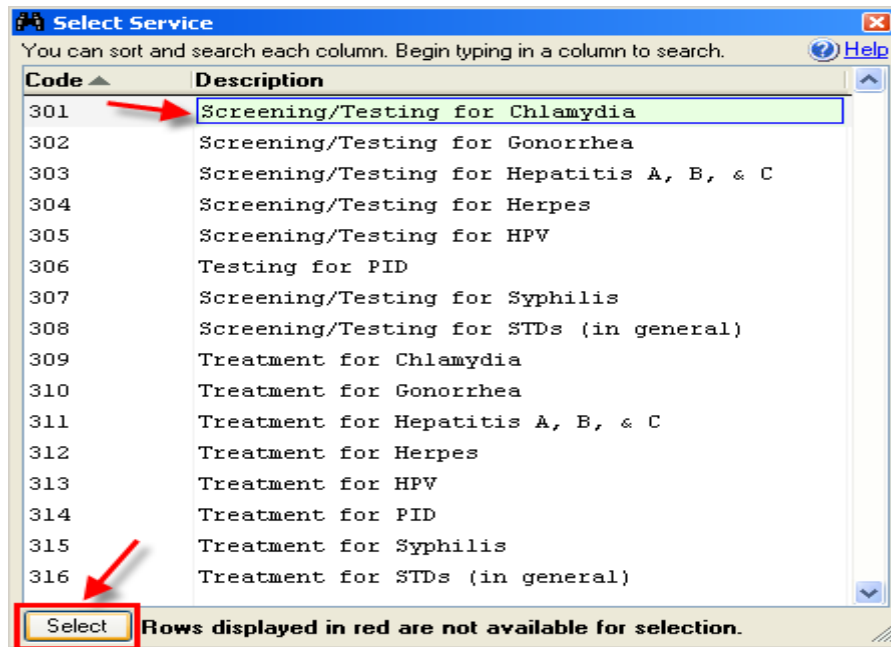 Select Service
You can sort and search each column. Begin typing in a column to search. Help
Code Description
301 Screening/Testing for Chlamydia
302 Screening/Testing for Gonorrhea
303 Screening/Testing for Hepatitis A, B, & C
304 Screening/Testing for Herpes
305 Screening/Testing for HPV
306 Testing for PID
307 Screening/Testing for Syphilis
308 Screening/Testing for STDs (in general)
309 Treatment for Chlamydia
310 Treatment for Gonorrhea
311 Treatment for Hepatitis A, B, & C
312 Treatment for Herpes
313 Treatment for HPV
314 Treatment for PID
315 Treatment for Syphilis
316 Treatment for STDs (in general)
Select Rows displayed in red are not available for selection.